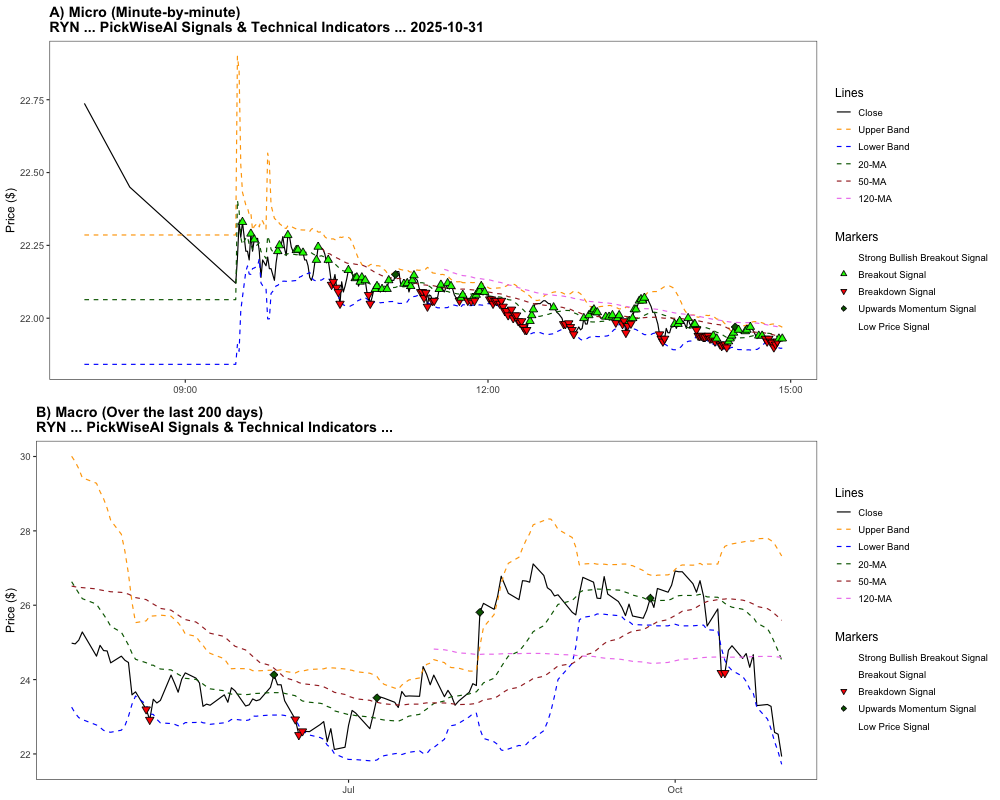 A) Micro (Minute-by-minute)
RYN ... PickWiseAI Signals & Technical Indicators ... 2025-10-31
Price ($)
22.75
22.50
22.25
22.00
09:00
12:00
15:00
Lines
Close
Upper Band
Lower Band
20-MA
50-MA
120-MA
Markers
Strong Bullish Breakout Signal
Breakout Signal
Breakdown Signal
Upwards Momentum Signal
Low Price Signal
B) Macro (Over the last 200 days)
RYN ... PickWiseAI Signals & Technical Indicators ...
Price ($)
30
28
26
24
22
Jul
Oct
Lines
Close
Upper Band
Lower Band
20-MA
50-MA
120-MA
Markers
Strong Bullish Breakout Signal
Breakout Signal
Breakdown Signal
Upwards Momentum Signal
Low Price Signal